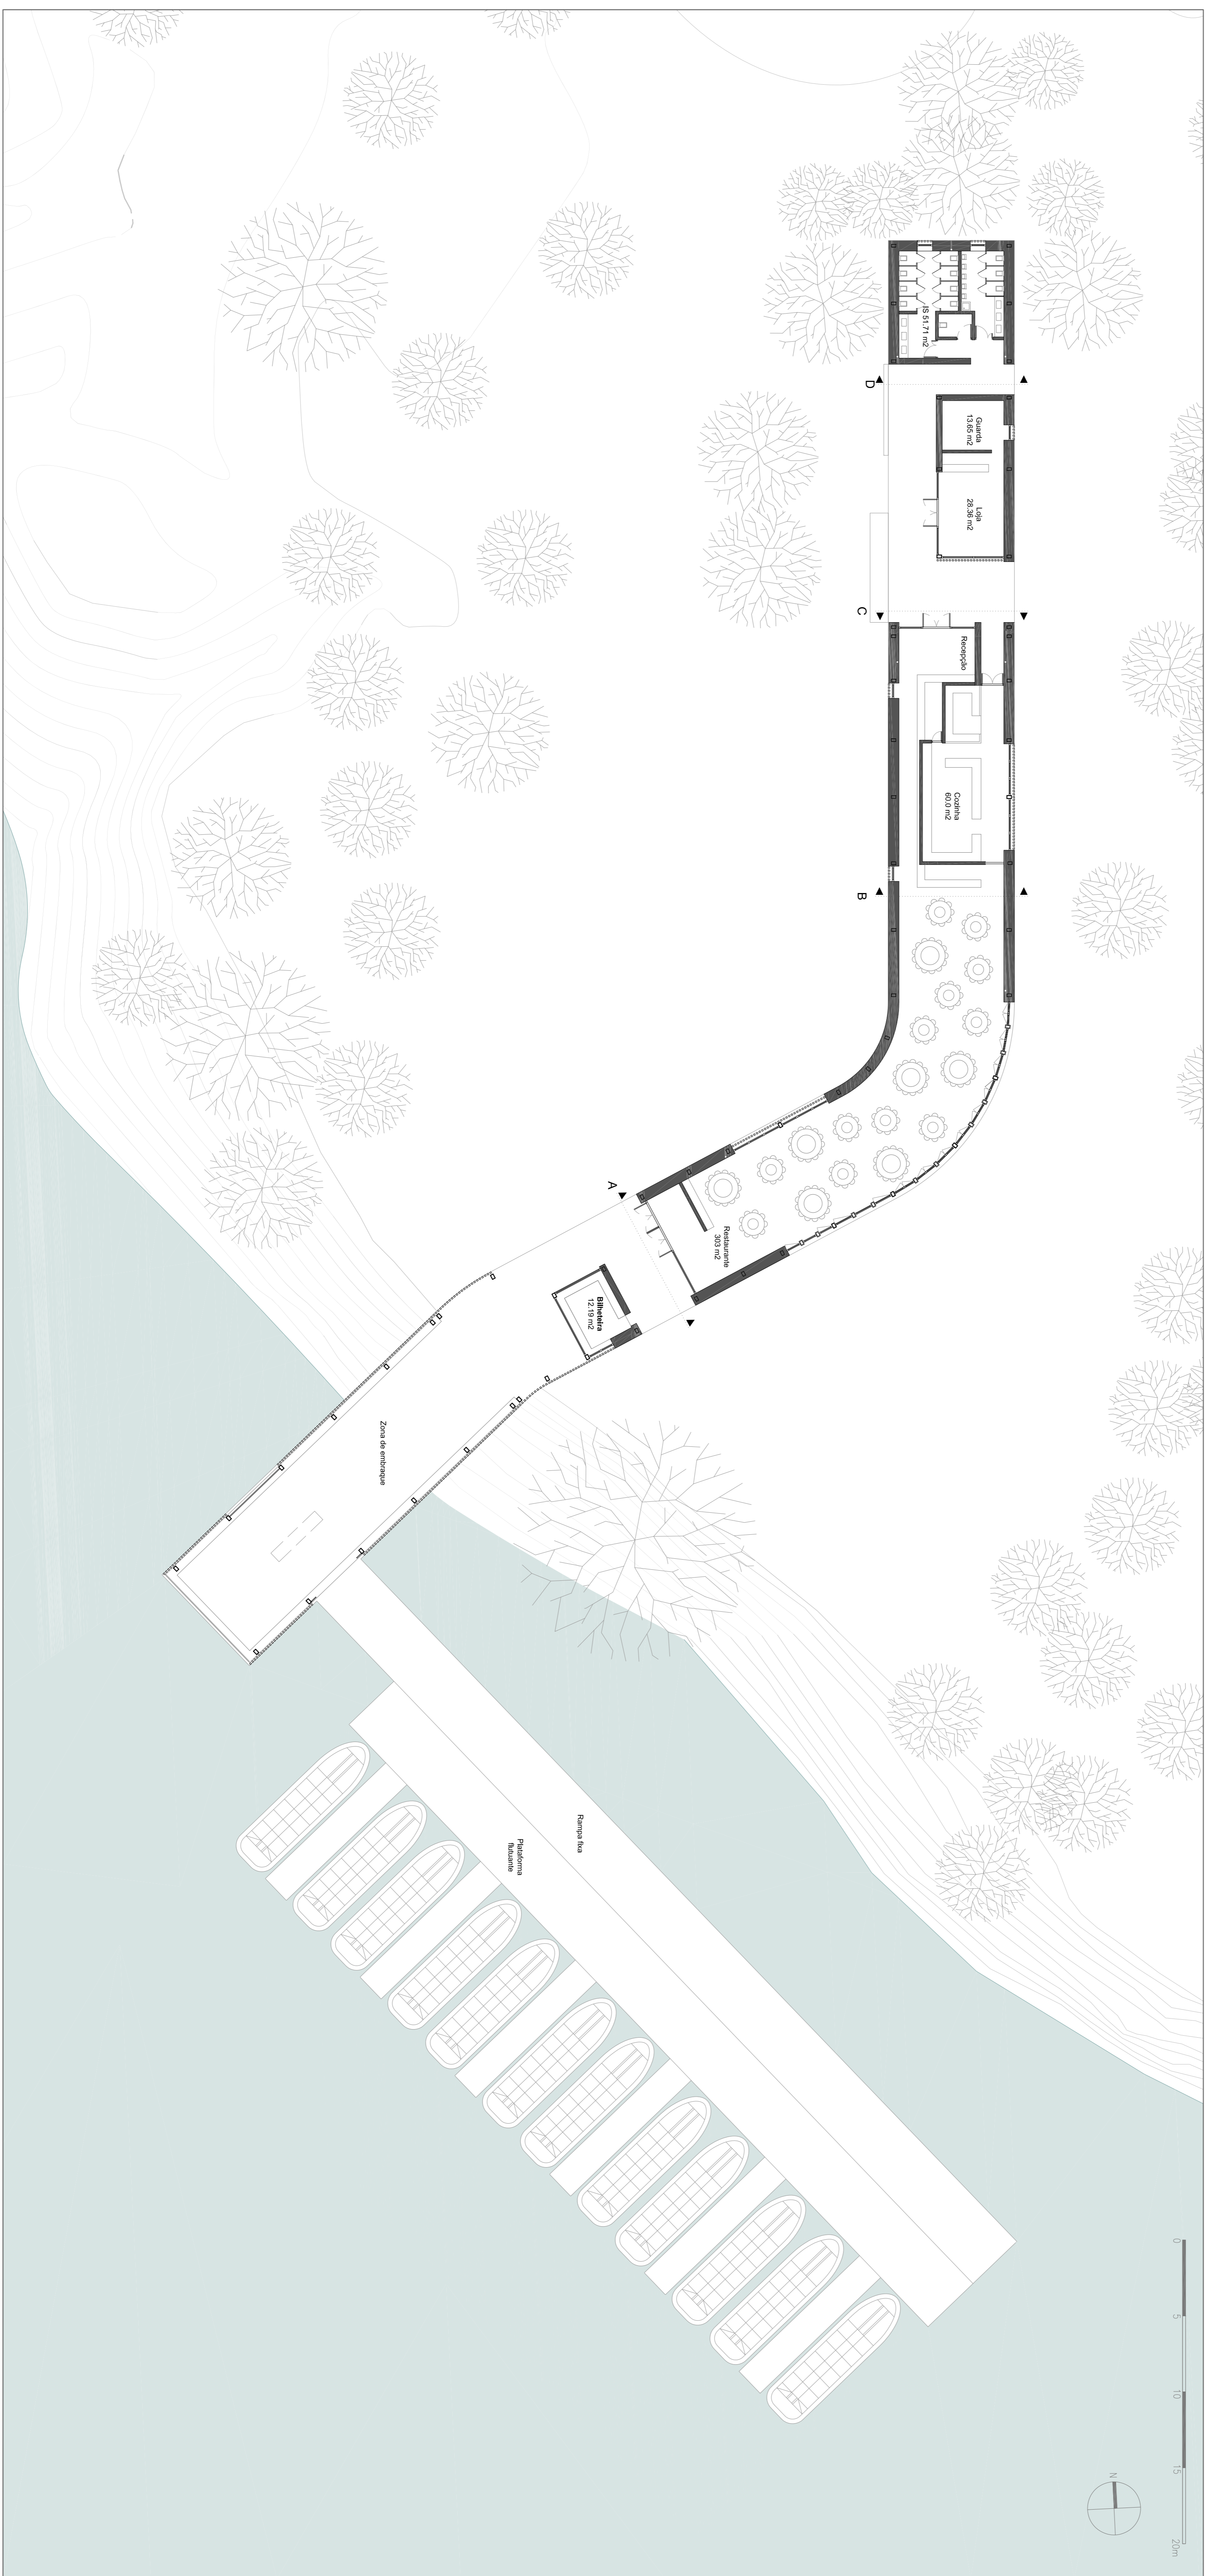 IS 51.71 m2
D
Guarda
13.65 m2
Loja
28.36 m2
C
Recepção
Cozinha
60.0 m2
B
A
Restaurante
303 m2
Bilheteira
12.19 m2
Zona de embraque
Rampa fixa
Plataforma
flutuante
0
5
10
15
20m
N